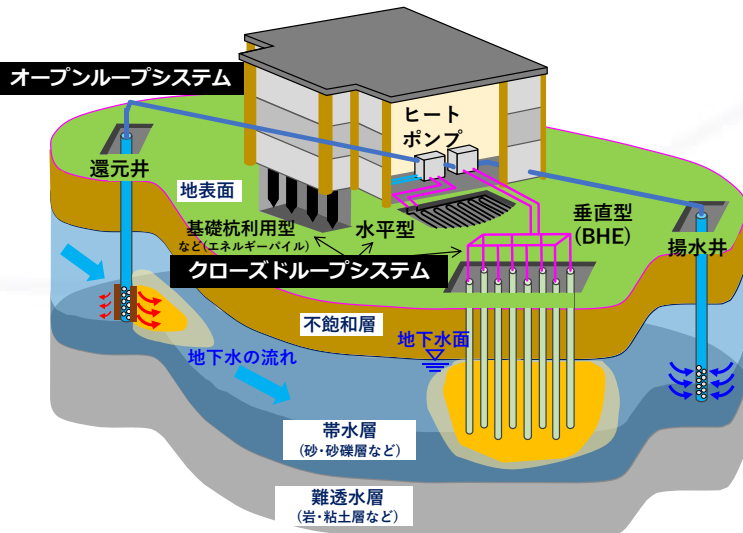 オープンループシステム
ヒート
ポンプ
還元井
地表面
基礎杭利用型
など(エネルギーパイル)
水平型
垂直型
(BHE)
揚水井
クローズドループシステム
不飽和層
地下水面
地下水の流れ
帯水層
(砂・砂礫層など)
難透水層
(岩・粘土層など)